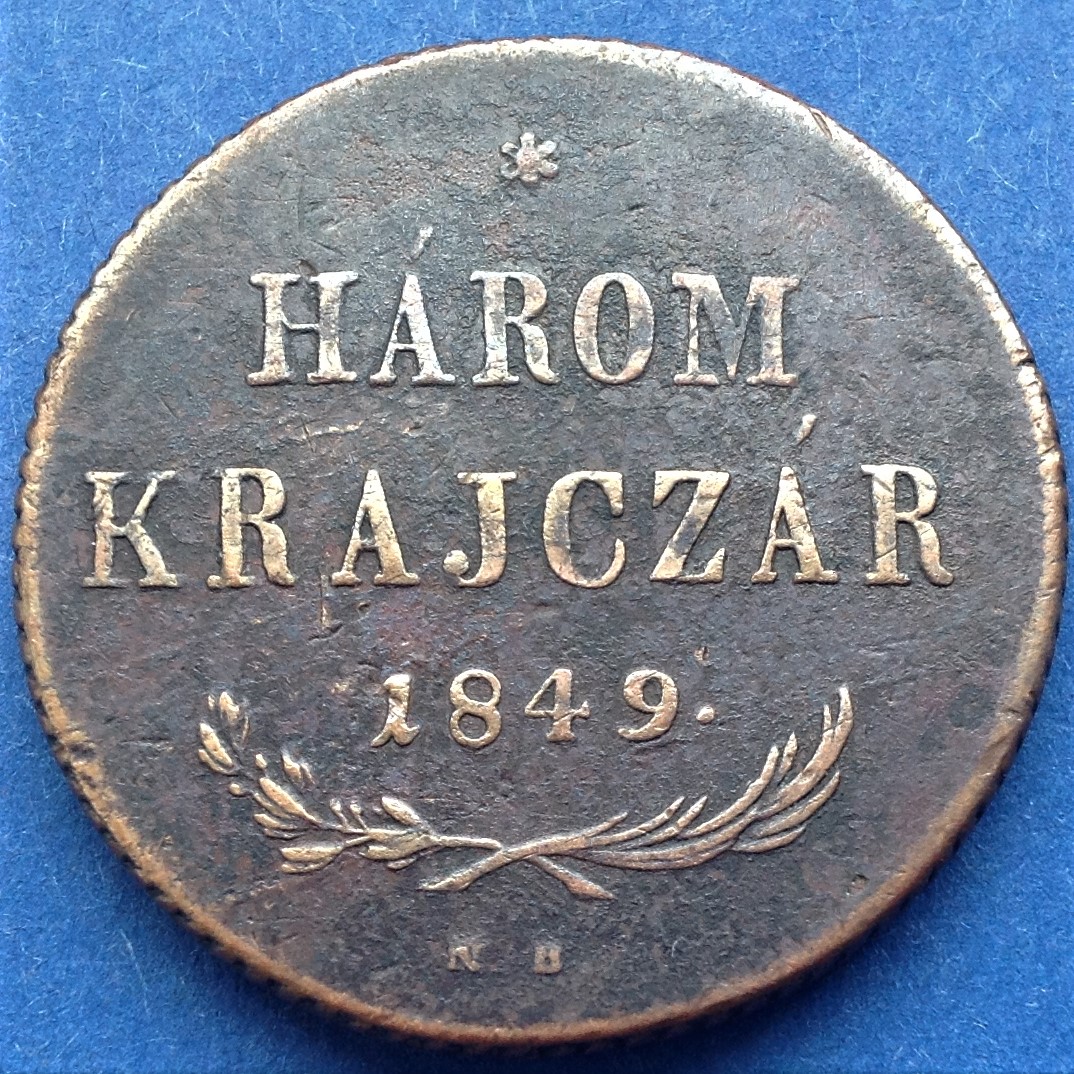 HÁROM
KRAJCZÁR
1849.
N B